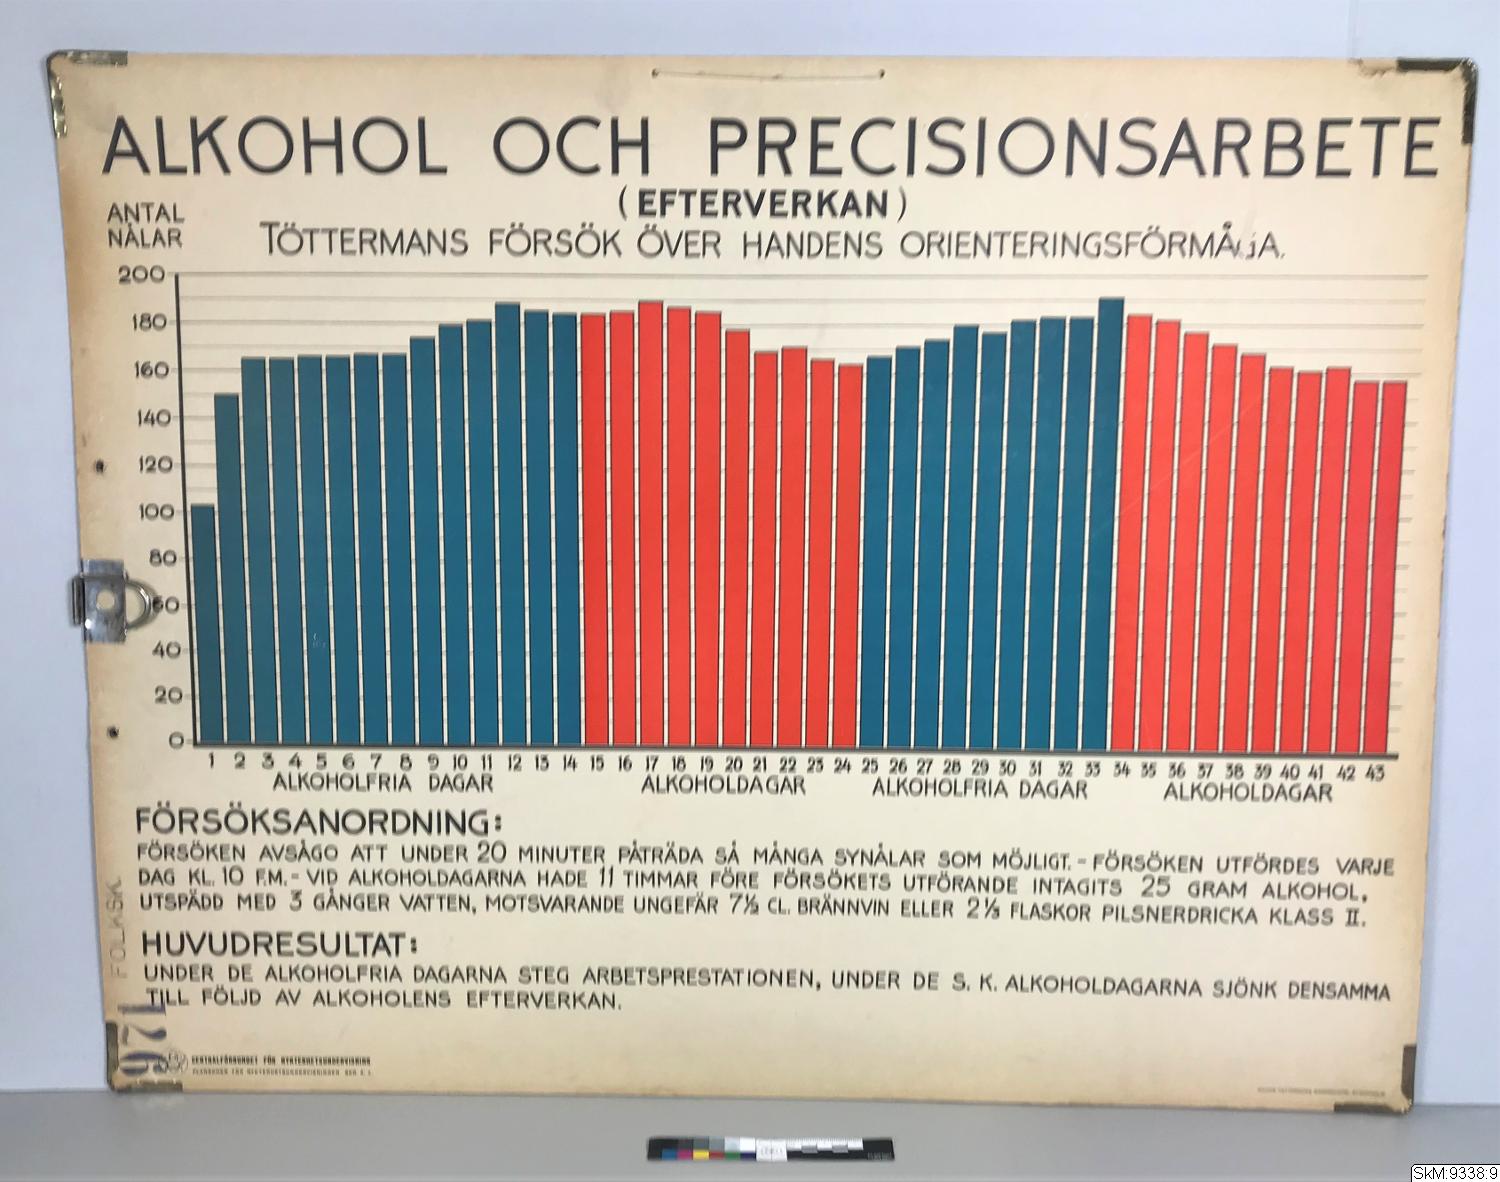 ALKOHOL OCH PRECISIONSARBETE
(EFTERVERKAN)
ANTAL
NÅLAR
TÖTTERMANS FÖRSÖK ÖVER HANDENS ORIENTERINGSFÖRMÅGA.
200
180
160
140
120
100
80
60
40
20
0
1 2 3 4 5 6 7 8 9 10 11 12 13 14 15 16 17 18 19 20 21 22 23 24 25 26 27 28 29 30 31 32 33 34 35 36 37 38 39 40 41 42 43
ALKOHOLFRIA DAGAR ALKOHOLDAGAR ALKOHOLFRIA DAGAR ALKOHOLDAGAR
FÖRSÖKSANORDNING:
FÖRSÖKEN AVSÅGO ATT UNDER 20 MINUTER PÅTRÄDA SÅ MÅNGA SYNÅLAR SOM MÖJLIGT. - FÖRSÖKEN UTFÖRDES VARJE
DAG KL. 10 F.M. - VID ALKOHOLDAGARNA HADE 11 TIMMAR FÖRE FÖRSÖKETS UTFÖRANDE INTAGITS 25 GRAM ALKOHOL,
UTSPÄDD MED 3 GÅNGER VATTEN, MOTSVARANDE UNGEFÄR 7½ CL. BRÄNNVIN ELLER 2⅓ FLASKOR PILSNERDRICKA KLASS II.
HUVUDRESULTAT:
UNDER DE ALKOHOLFRIA DAGARNA STEG ARBETSPRESTATIONEN, UNDER DE S. K. ALKOHOLDAGARNA SJÖNK DENSAMMA
TILL FÖLJD AV ALKOHOLENS EFTERVERKAN.
FOLKSK.
971
CENTRALFÖRBUNDET FÖR NYKTERHETSUNDERVISNING
SkM:9338:9